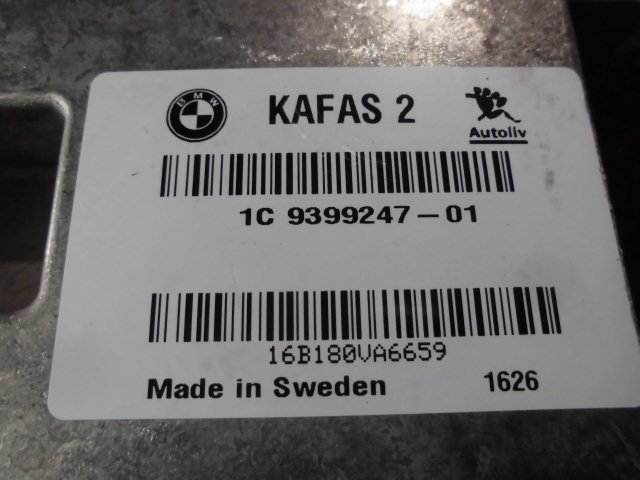 BMW
KAFAS 2
Autoliv
1C 9399247-01
16B180VA6659
Made in Sweden 1626